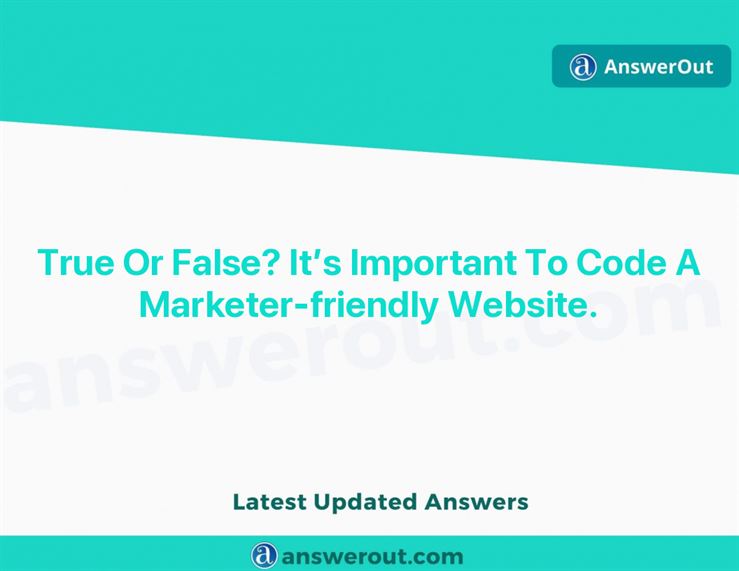 AnswerOut
True Or False? It’s Important To Code A
Marketer-friendly Website.
answerout.com
Latest Updated Answers
answerout.com